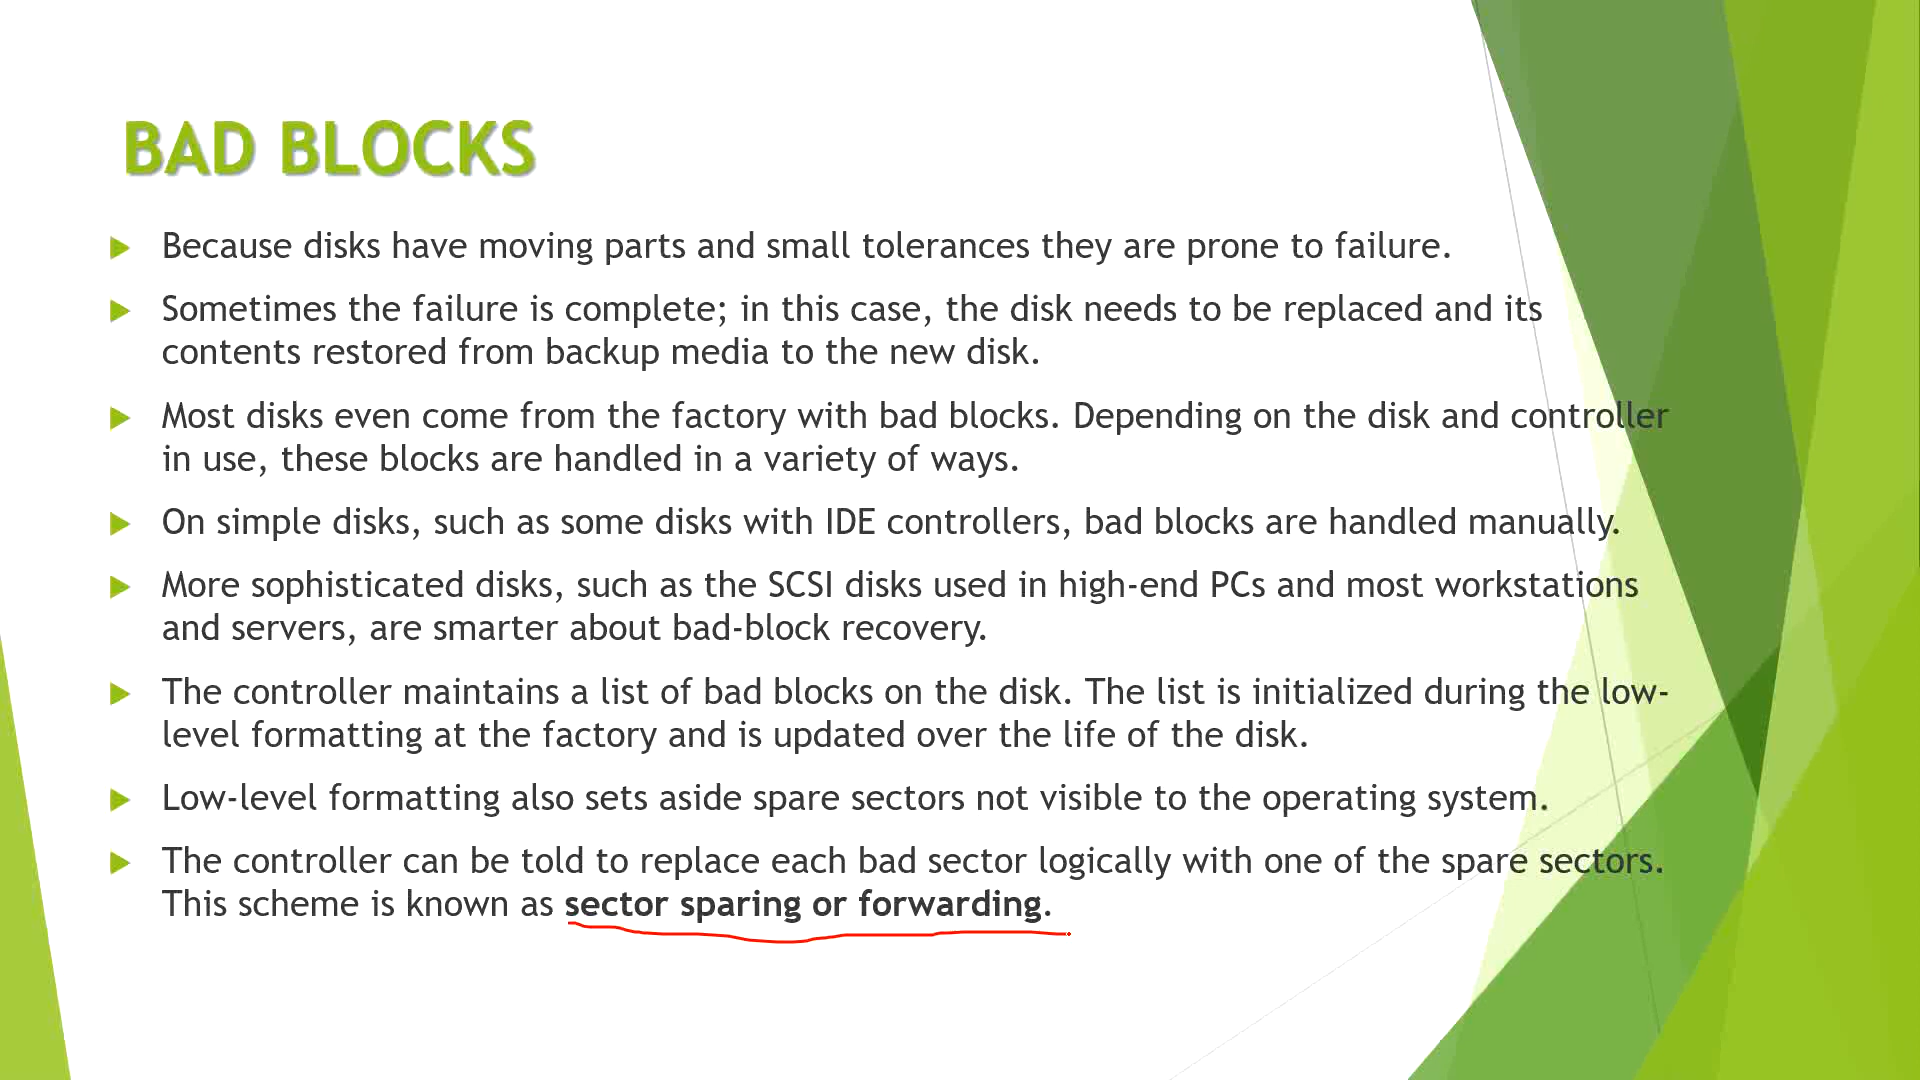 BAD BLOCKS
Because disks have moving parts and small tolerances they are prone to failure.
Sometimes the failure is complete; in this case, the disk needs to be replaced and its
contents restored from backup media to the new disk.
Most disks even come from the factory with bad blocks. Depending on the disk and controller
in use, these blocks are handled in a variety of ways.
On simple disks, such as some disks with IDE controllers, bad blocks are handled manually.
More sophisticated disks, such as the SCSI disks used in high-end PCs and most workstations
and servers, are smarter about bad-block recovery.
The controller maintains a list of bad blocks on the disk. The list is initialized during the low-
level formatting at the factory and is updated over the life of the disk.
Low-level formatting also sets aside spare sectors not visible to the operating system.
The controller can be told to replace each bad sector logically with one of the spare sectors.
This scheme is known as sector sparing or forwarding.